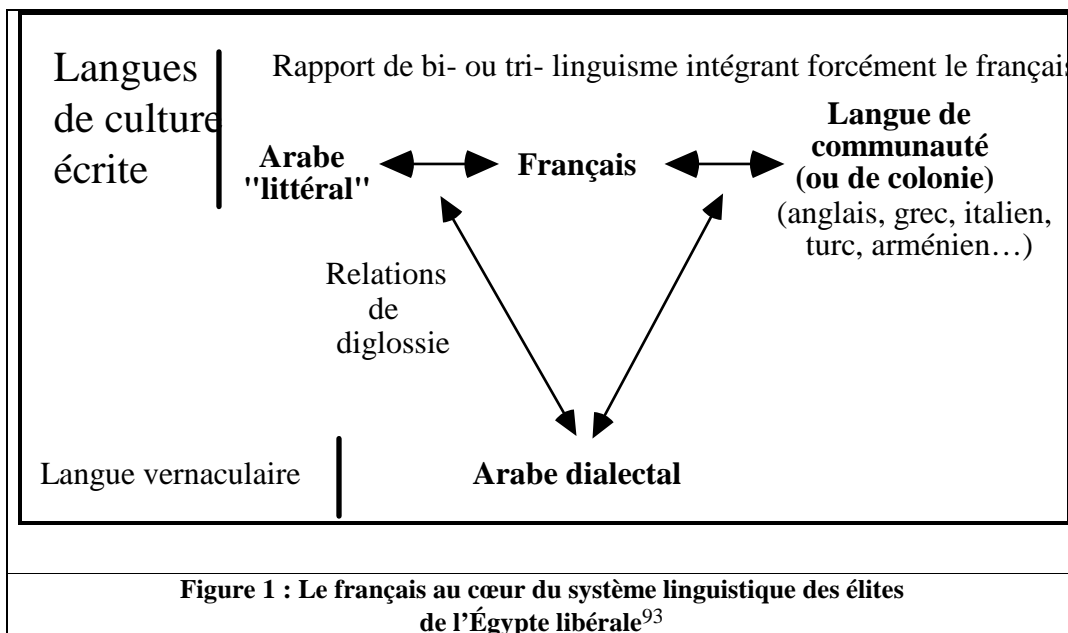 Langues
de culture
écrite
Rapport de bi- ou tri- linguisme intégrant forcément le français
Arabe
"littéral"
Français
Langue de
communauté
(ou de colonie)
(anglais, grec, italien,
turc, arménien…)
Relations
de
diglossie
Langue vernaculaire
Arabe dialectal
Figure 1 : Le français au cœur du système linguistique des élites
de l’Égypte libérale93